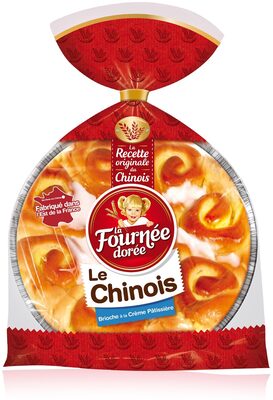 La
Recette
originale
du
Chinois
Fabriqué dans
l'Est de la France
la
Fournée
dorée
Le
Chinois
Brioche à la Crème Pâtissière